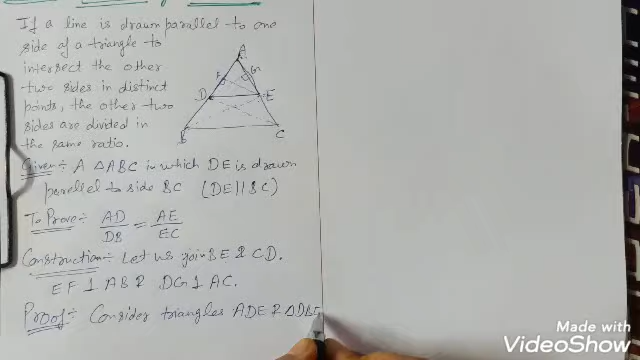 If a line is drawn parallel to one
side of a triangle to
intersect the other
two sides in distinct
points, the other two
sides are divided in
the same ratio.
A
F
G
D
E
B
C
Given ÷ A △ABC in which DE is drawn
parallel to side BC (DE || BC)
To Prove ÷ AD/DB = AE/EC
Construction ÷ Let us join BE & CD.
EF ⊥ AB & DG ⊥ AC.
Proof ÷ Consider triangles ADE & △DBE
Made with
VideoShow